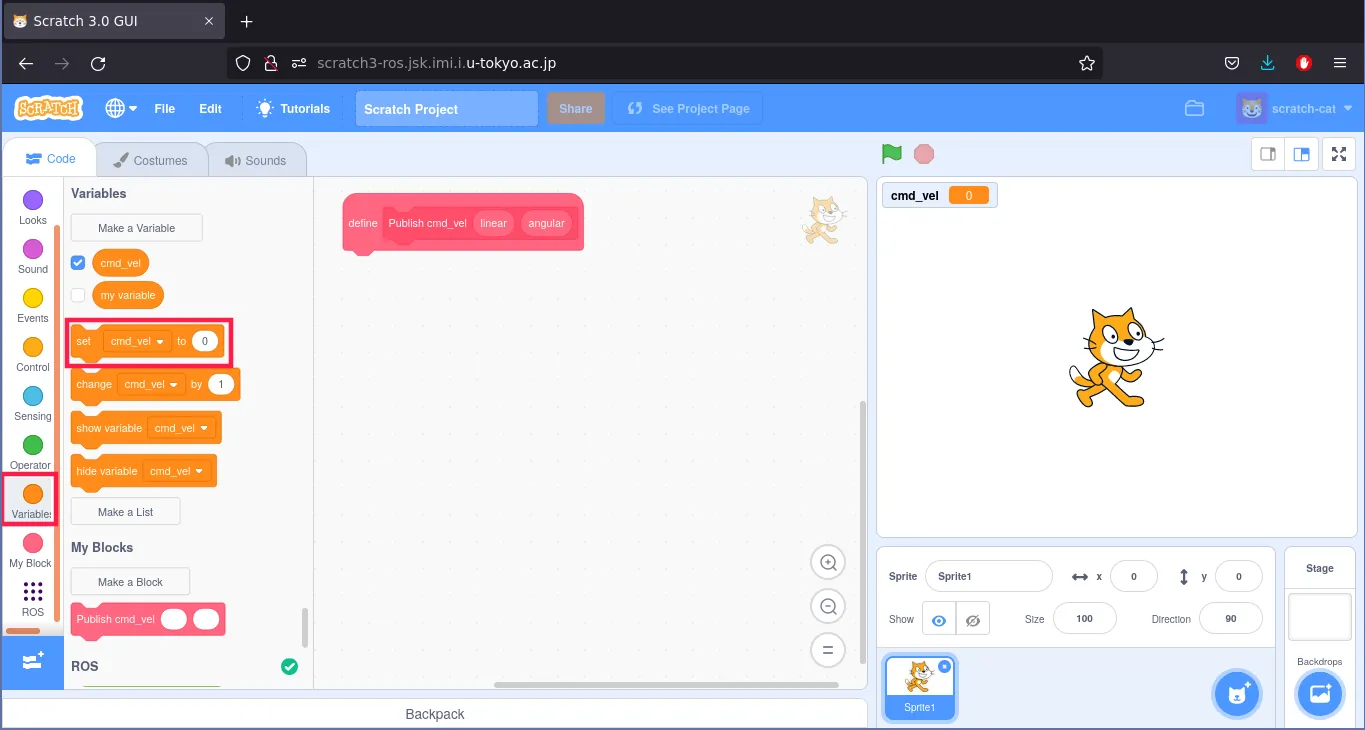 Scratch 3.0 GUI
scratch3-ros.jsk.imi.i.u-tokyo.ac.jp
SCRATCH File Edit Tutorials Scratch Project Share See Project Page scratch-cat
Code Costumes Sounds
Looks
Sound
Events
Control
Sensing
Operator
Variables
My Block
ROS
Variables
Make a Variable
cmd_vel
my variable
set cmd_vel to 0
change cmd_vel by 1
show variable cmd_vel
hide variable cmd_vel
Make a List
My Blocks
Make a Block
Publish cmd_vel
ROS
define Publish cmd_vel linear angular
Backpack
cmd_vel 0
Sprite Sprite1 x 0 y 0
Show Size 100 Direction 90
Sprite1
Stage
Backdrops